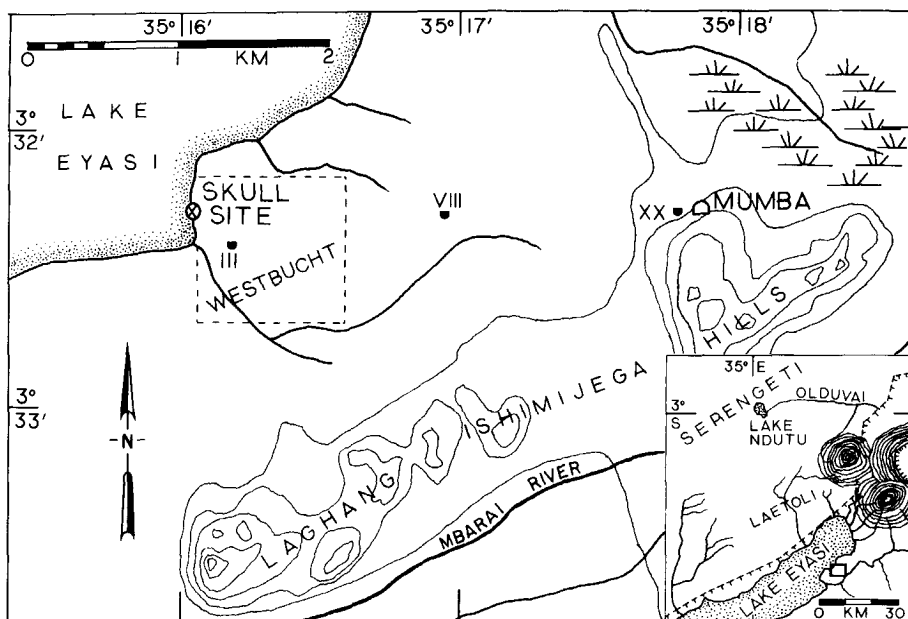 35° 16'
35° 17'
35° 18'
0 1 KM 2
LAKE
EYASI
3°
32'
SKULL
SITE
III
WESTBUCHT
VIII
XX
MUMBA
HILLS
3°
33'
-N-
LAGHANG ISHIMIJEGA
MBARAI RIVER
35° E
3°
S
SERENGETI
OLDUVAI
LAKE
NDUTU
LAETOLI
LAKE EYASI
0 KM 30